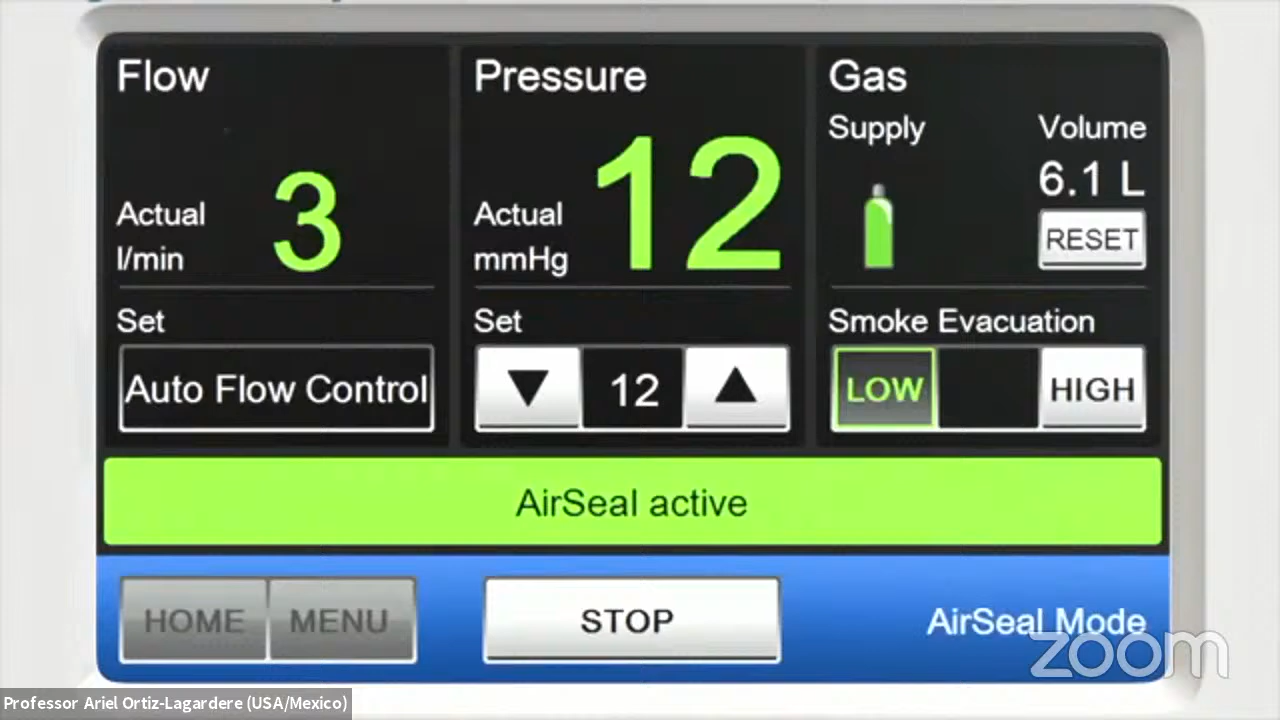 Flow
Actual
l/min
3
Set
Auto Flow Control
Pressure
Actual
mmHg
12
Set
12
Gas
Supply
Volume
6.1 L
RESET
Smoke Evacuation
LOW
HIGH
AirSeal active
HOME
MENU
STOP
AirSeal Mode
zoom
Professor Ariel Ortiz-Lagardere (USA/Mexico)